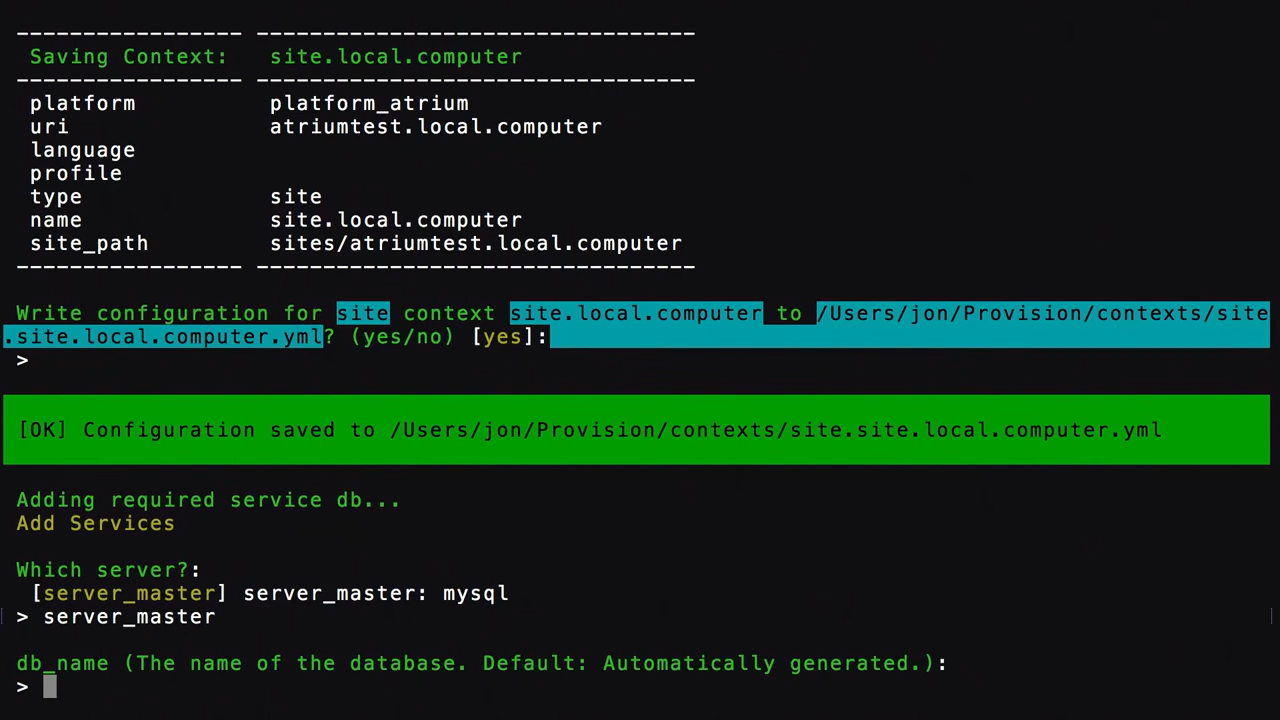 ----------------- ---------------------------------
Saving Context: site.local.computer
----------------- ---------------------------------
platform platform_atrium
uri atriumtest.local.computer
language
profile
type site
name site.local.computer
site_path sites/atriumtest.local.computer
----------------- ---------------------------------
Write configuration for site context site.local.computer to /Users/jon/Provision/contexts/site
.site.local.computer.yml? (yes/no) [yes]:
>
[OK] Configuration saved to /Users/jon/Provision/contexts/site.site.local.computer.yml
Adding required service db...
Add Services
Which server?:
[server_master] server_master: mysql
> server_master
db_name (The name of the database. Default: Automatically generated.):
>